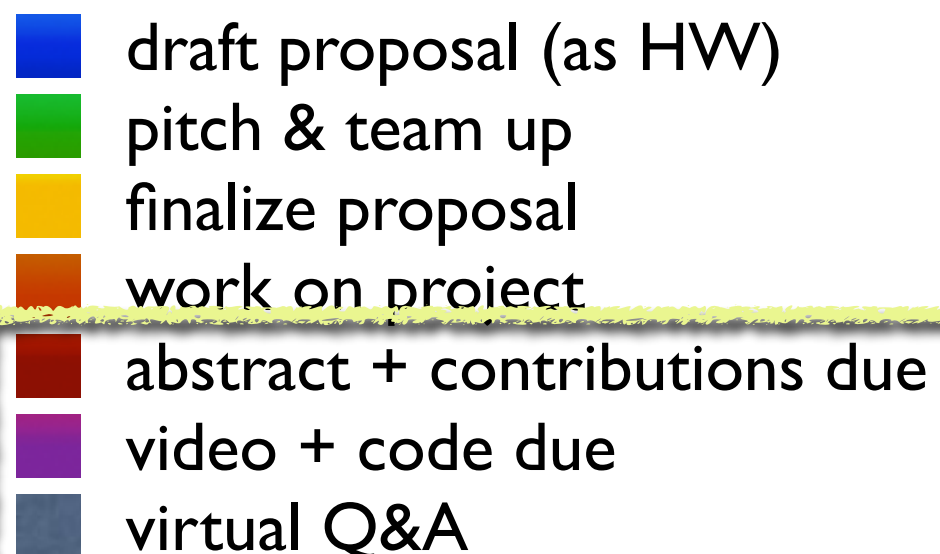 draft proposal (as HW)
pitch & team up
finalize proposal
work on project
abstract + contributions due
video + code due
virtual Q&A